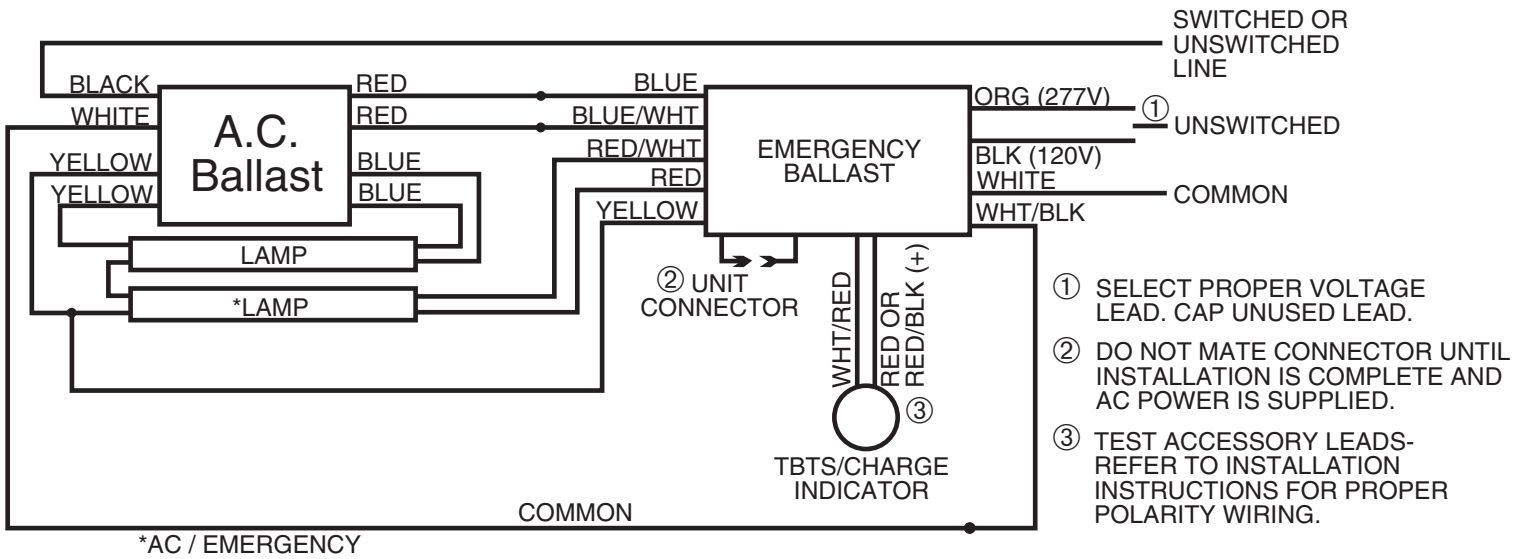 SWITCHED OR
UNSWITCHED
LINE
BLACK
RED
BLUE
ORG (277V)
①
WHITE
RED
BLUE/WHT
UNSWITCHED
A.C.
Ballast
EMERGENCY
BALLAST
RED/WHT
BLK (120V)
YELLOW
BLUE
RED
WHITE
COMMON
YELLOW
BLUE
YELLOW
WHT/BLK
LAMP
*LAMP
② UNIT
CONNECTOR
WHT/RED
RED OR
RED/BLK (+)
③
TBTS/CHARGE
INDICATOR
① SELECT PROPER VOLTAGE
LEAD. CAP UNUSED LEAD.
② DO NOT MATE CONNECTOR UNTIL
INSTALLATION IS COMPLETE AND
AC POWER IS SUPPLIED.
③ TEST ACCESSORY LEADS-
REFER TO INSTALLATION
INSTRUCTIONS FOR PROPER
POLARITY WIRING.
COMMON
*AC / EMERGENCY